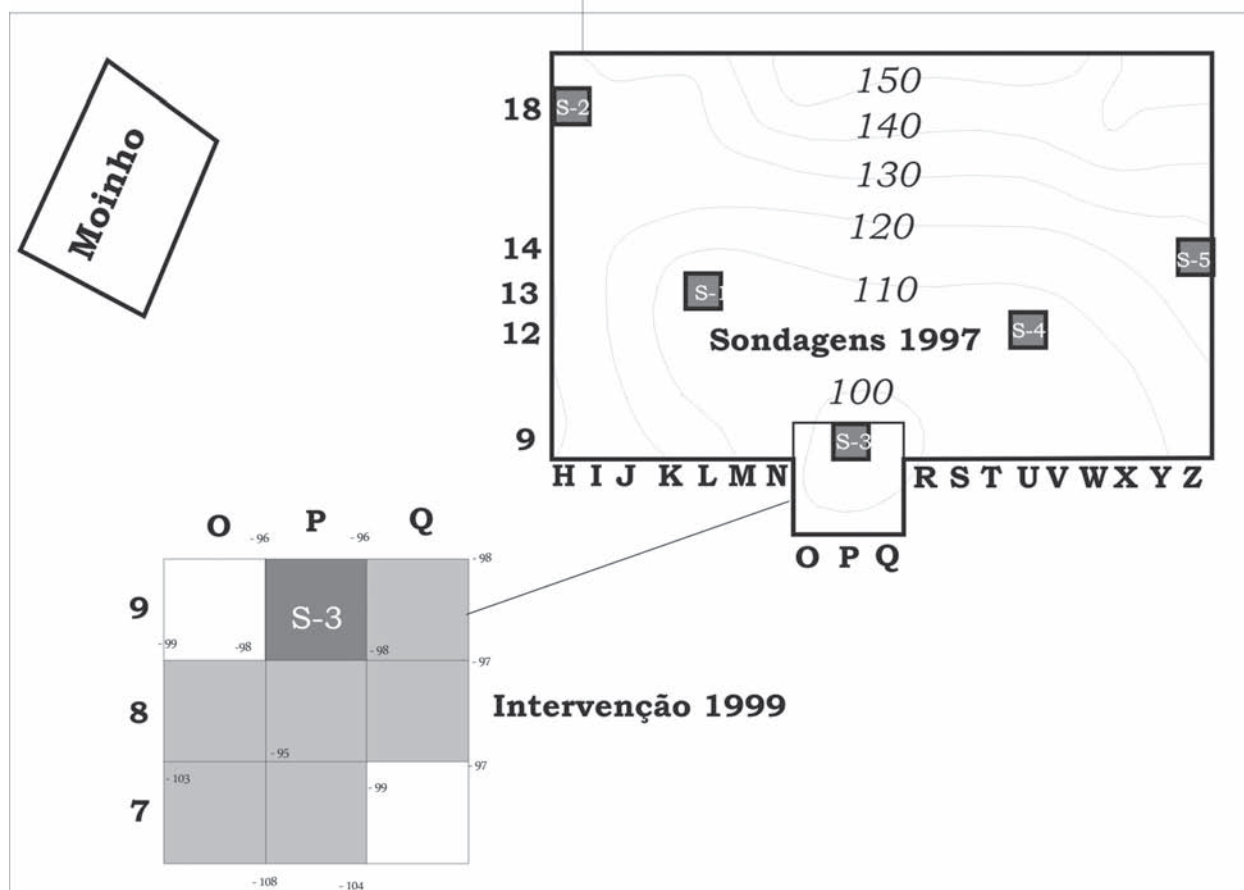 Moinho
18
14
13
12
9
S-2
S-1
S-5
S-4
S-3
150
140
130
120
110
100
Sondagens 1997
H I J K L M N
R S T U V W X Y Z
O P Q
O P Q
- 96
- 96
- 98
9
S-3
- 99
-98
- 98
- 97
8
Intervenção 1999
- 95
- 97
- 103
- 99
7
- 108
- 104